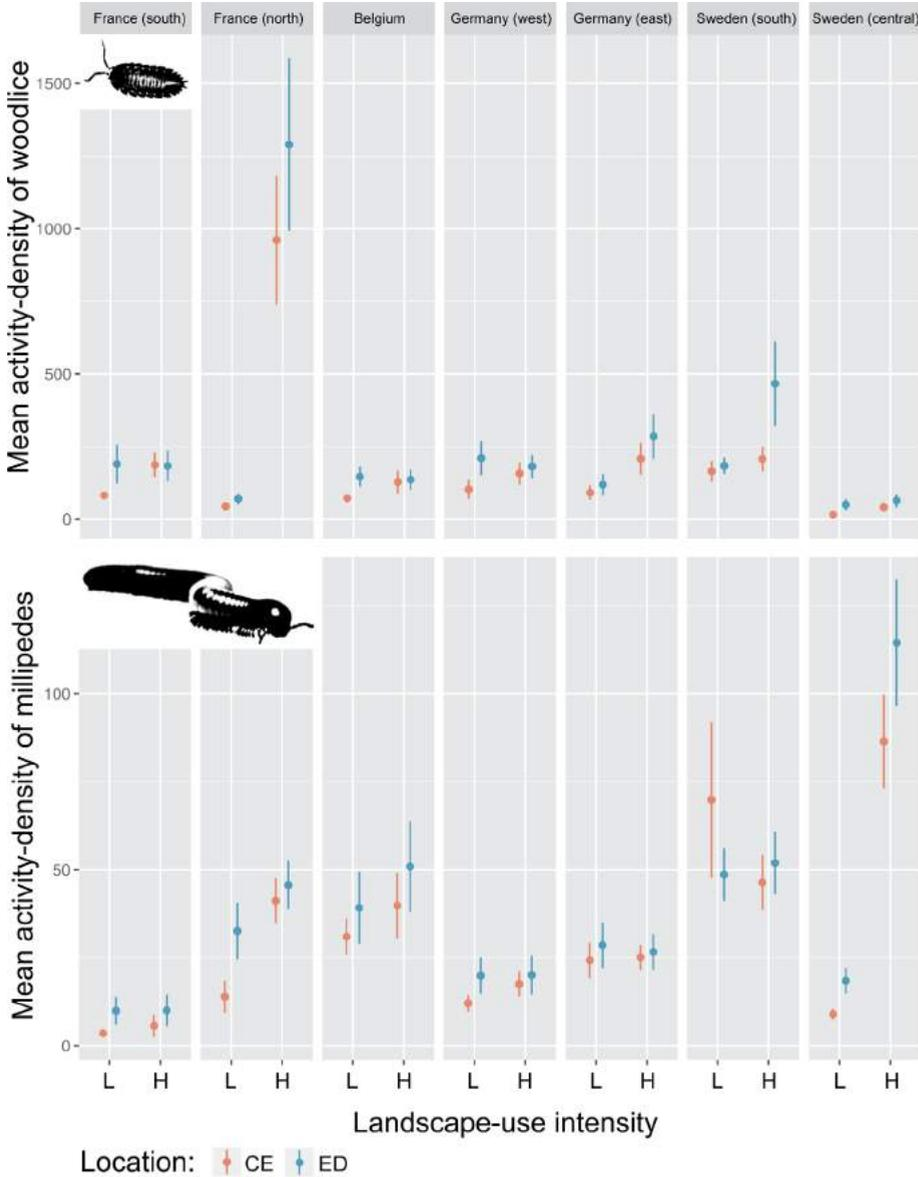 France (south) France (north) Belgium Germany (west) Germany (east) Sweden (south) Sweden (central)
Mean activity-density of woodlice
1500
1000
500
0
Mean activity-density of millipedes
100
50
0
L H L H L H L H L H L H L H
Landscape-use intensity
Location: CE ED